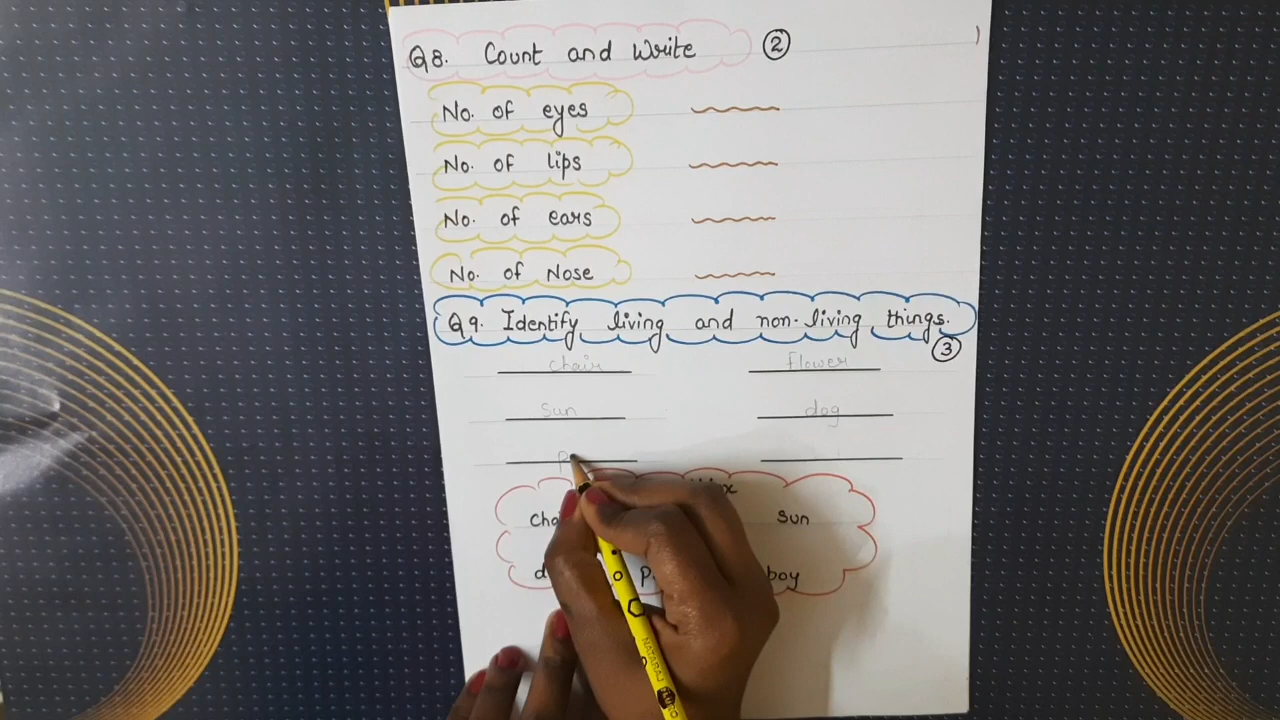 Q8. Count and Write 2
No. of eyes
No. of lips
No. of ears
No. of Nose
Q9. Identify living and non-living things.
3
chair flower
Sun dog
P
Sun
boy
NATARAJ